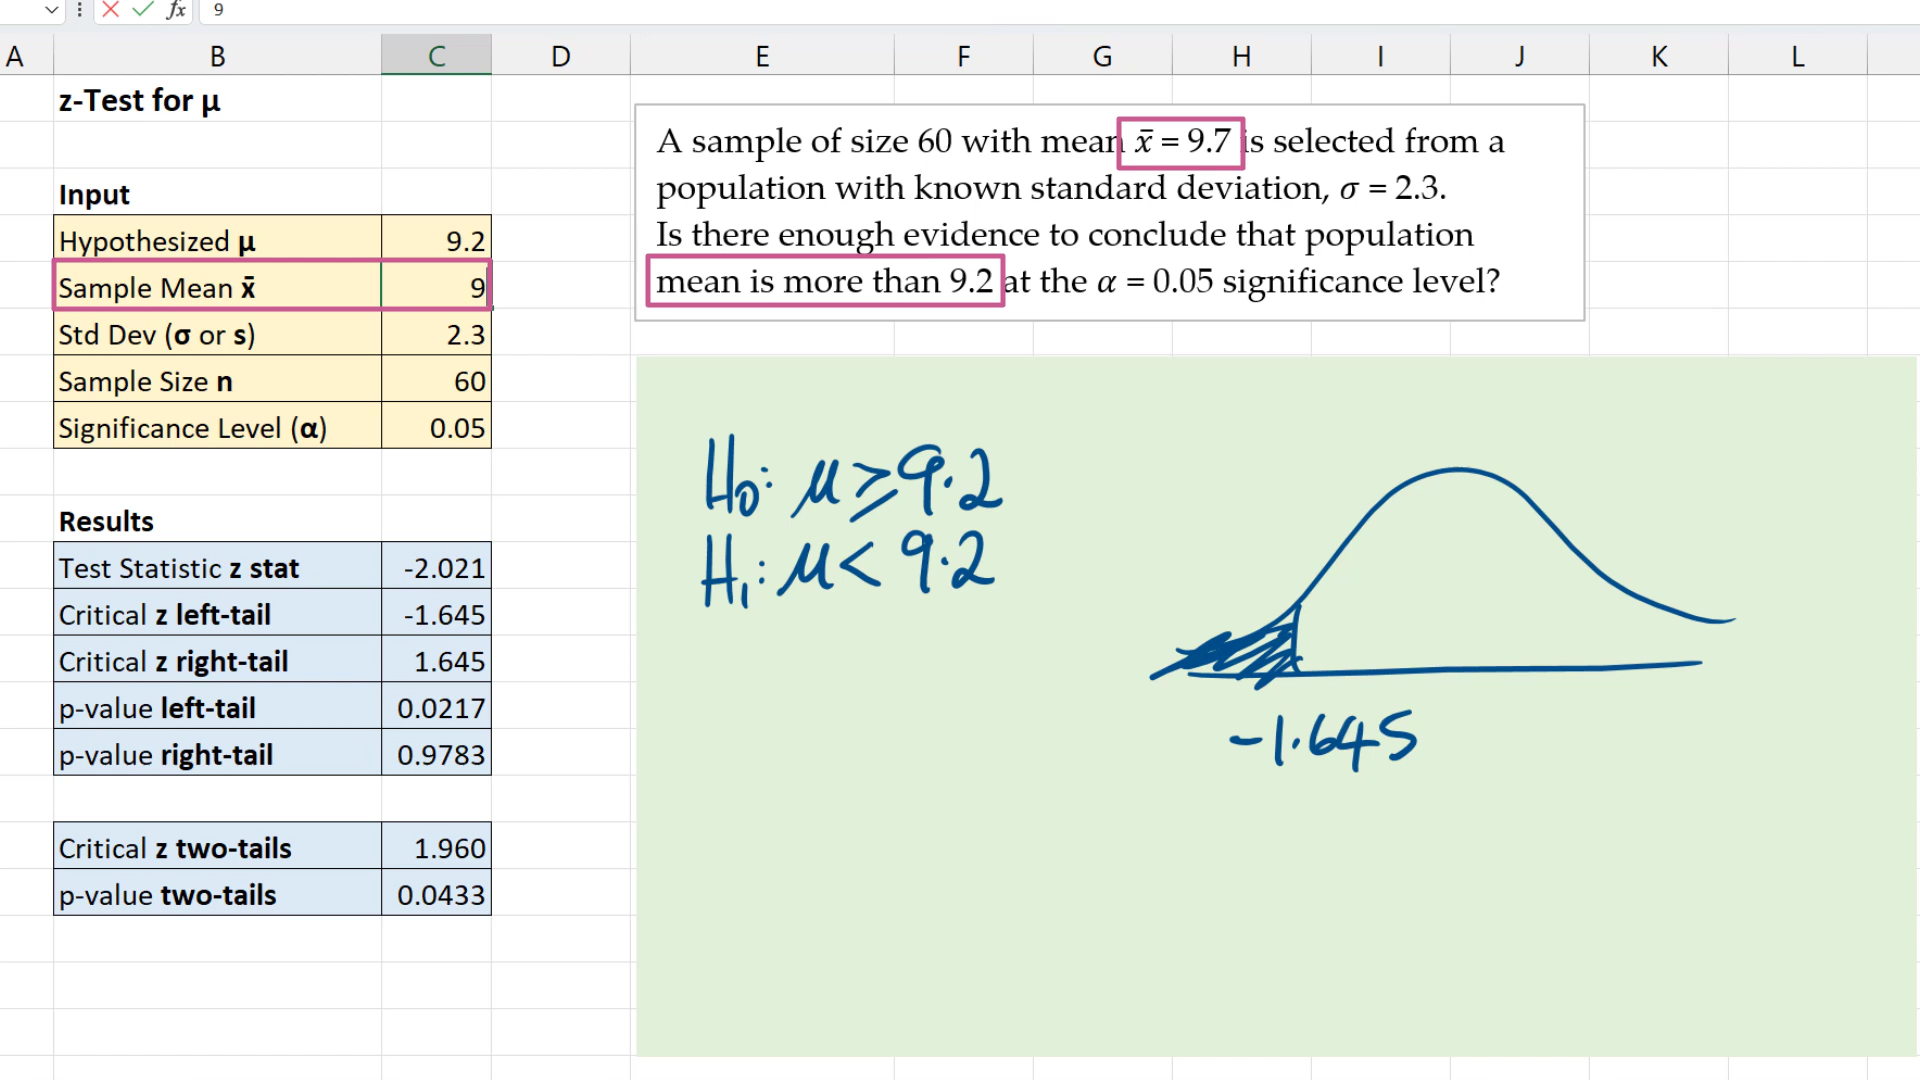 fx 9
A B C D E F G H I J K L
z-Test for μ
Input
Hypothesized μ 9.2
Sample Mean x̄ 9
Std Dev (σ or s) 2.3
Sample Size n 60
Significance Level (α) 0.05
Results
Test Statistic z stat -2.021
Critical z left-tail -1.645
Critical z right-tail 1.645
p-value left-tail 0.0217
p-value right-tail 0.9783
Critical z two-tails 1.960
p-value two-tails 0.0433
A sample of size 60 with mean x̄ = 9.7 is selected from a
population with known standard deviation, σ = 2.3.
Is there enough evidence to conclude that population
mean is more than 9.2 at the α = 0.05 significance level?
H₀: μ ≥ 9.2
H₁: μ < 9.2
-1.645